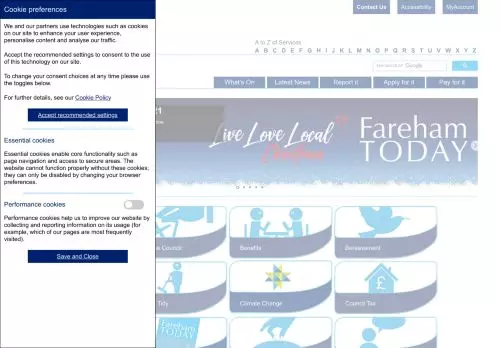 Cookie preferences
We and our partners use technologies such as cookies
on our site to enhance your user experience,
personalise content and analyse our traffic.
Accept the recommended settings to consent to the use
of this technology on our site.
To change your consent choices at any time please use
the toggles below.
For further details, see our Cookie Policy
Accept recommended settings
Essential cookies
Essential cookies enable core functionality such as
page navigation and access to secure areas. The
website cannot function properly without these cookies;
they can only be disabled by changing your browser
preferences.
Performance cookies
Performance cookies help us to improve our website by
collecting and reporting information on its usage (for
example, which of our pages are most frequently
visited).
Save and Close
Contact Us
Accessibility
MyAccount
A to Z of Services
A B C D E F G H I J K L M N O P Q R S T U V W X Y Z
Google
What's On
Latest News
Report it
Apply for it
Pay for it
21
Live Love Local
Christmas
Fareham
TODAY
Council
Benefits
Bereavement
Tidy
Climate Change
Council Tax
Fareham
TODAY